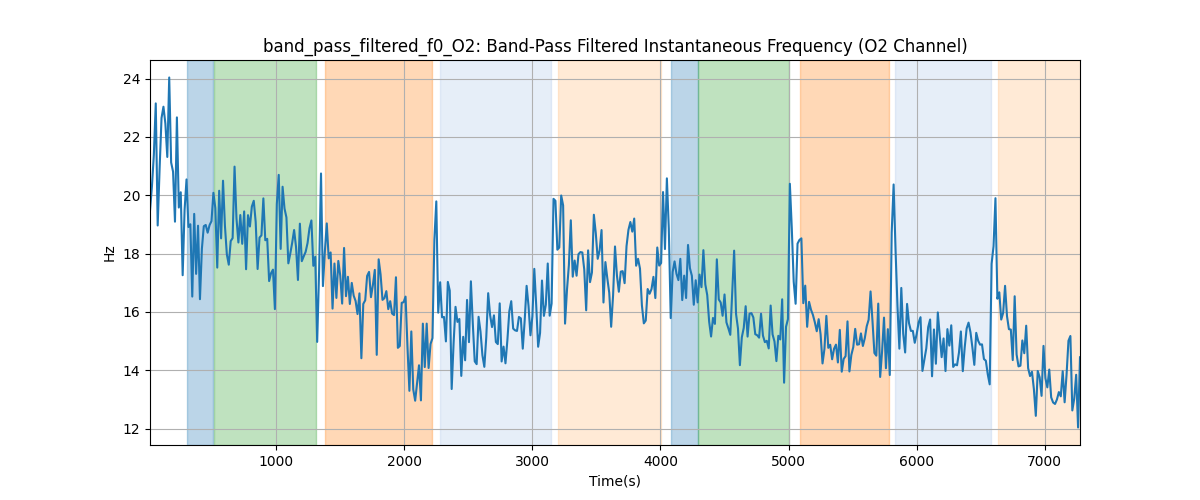 band_pass_filtered_f0_O2: Band-Pass Filtered Instantaneous Frequency (O2 Channel)
24
22
20
18
16
14
12
Hz
1000 2000 3000 4000 5000 6000 7000
Time(s)